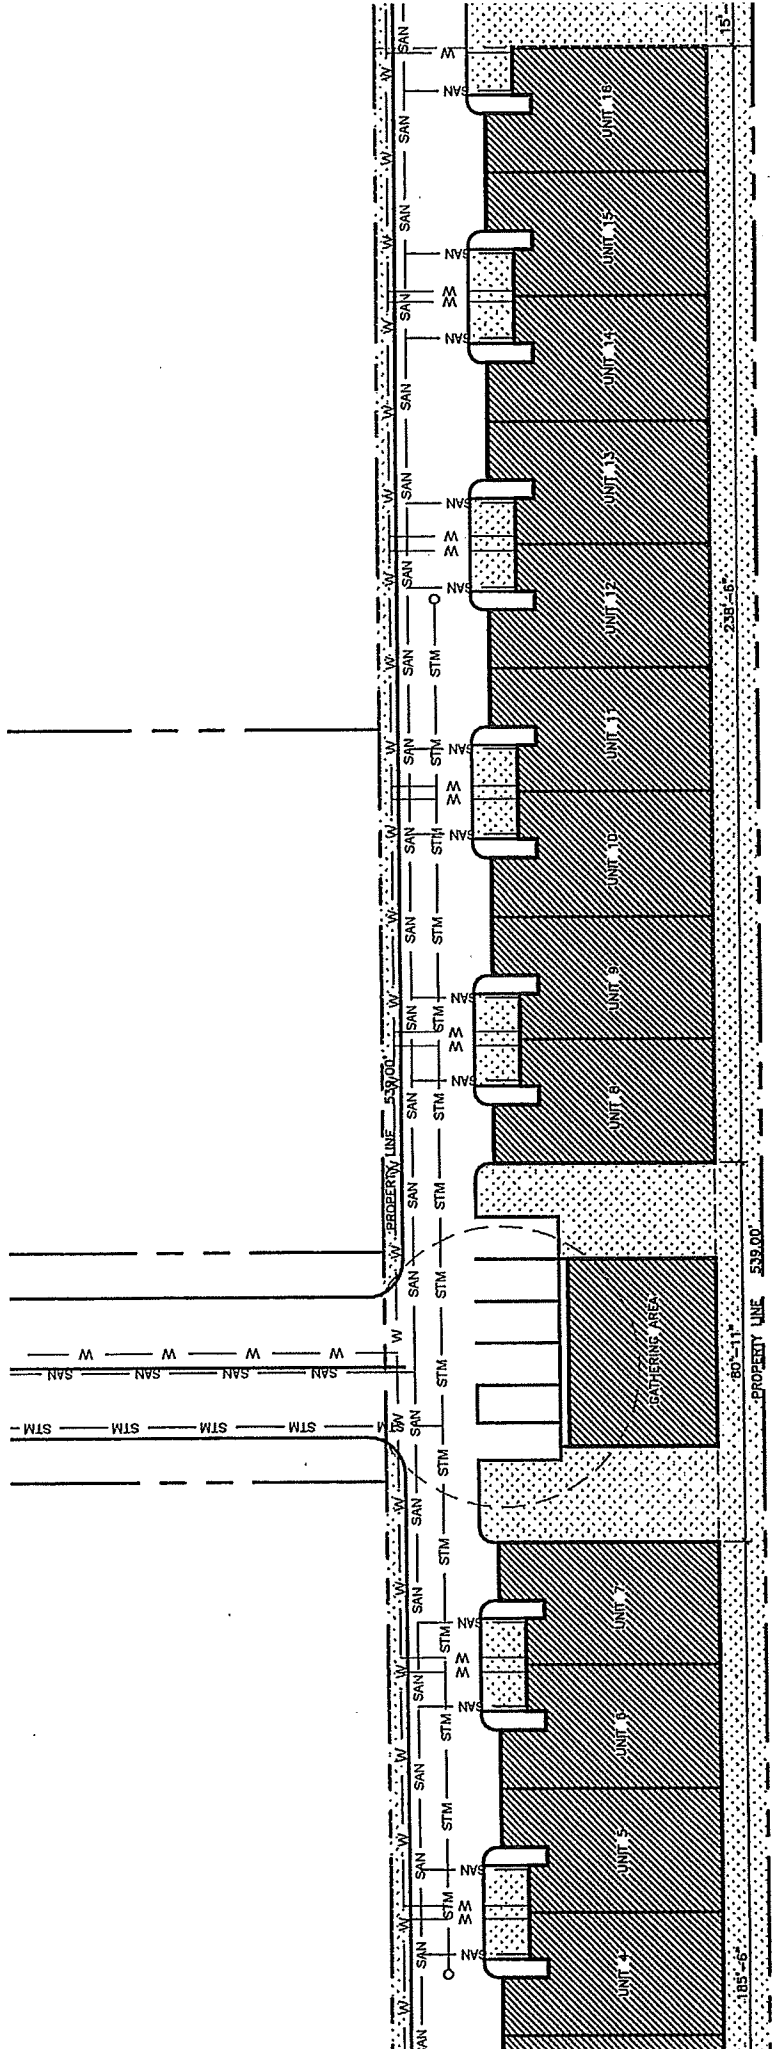 15'
UNIT 16
UNIT 15
UNIT 14
UNIT 13
UNIT 12
238'-6"
UNIT 11
UNIT 10
UNIT 9
UNIT 8
PROPERTY LINE 539.00'
GATHERING AREA
80'-11"
PROPERTY LINE 539.00'
UNIT 7
UNIT 6
UNIT 5
UNIT 4
185'-6"
SAN
W
STM
SAN
W
STM